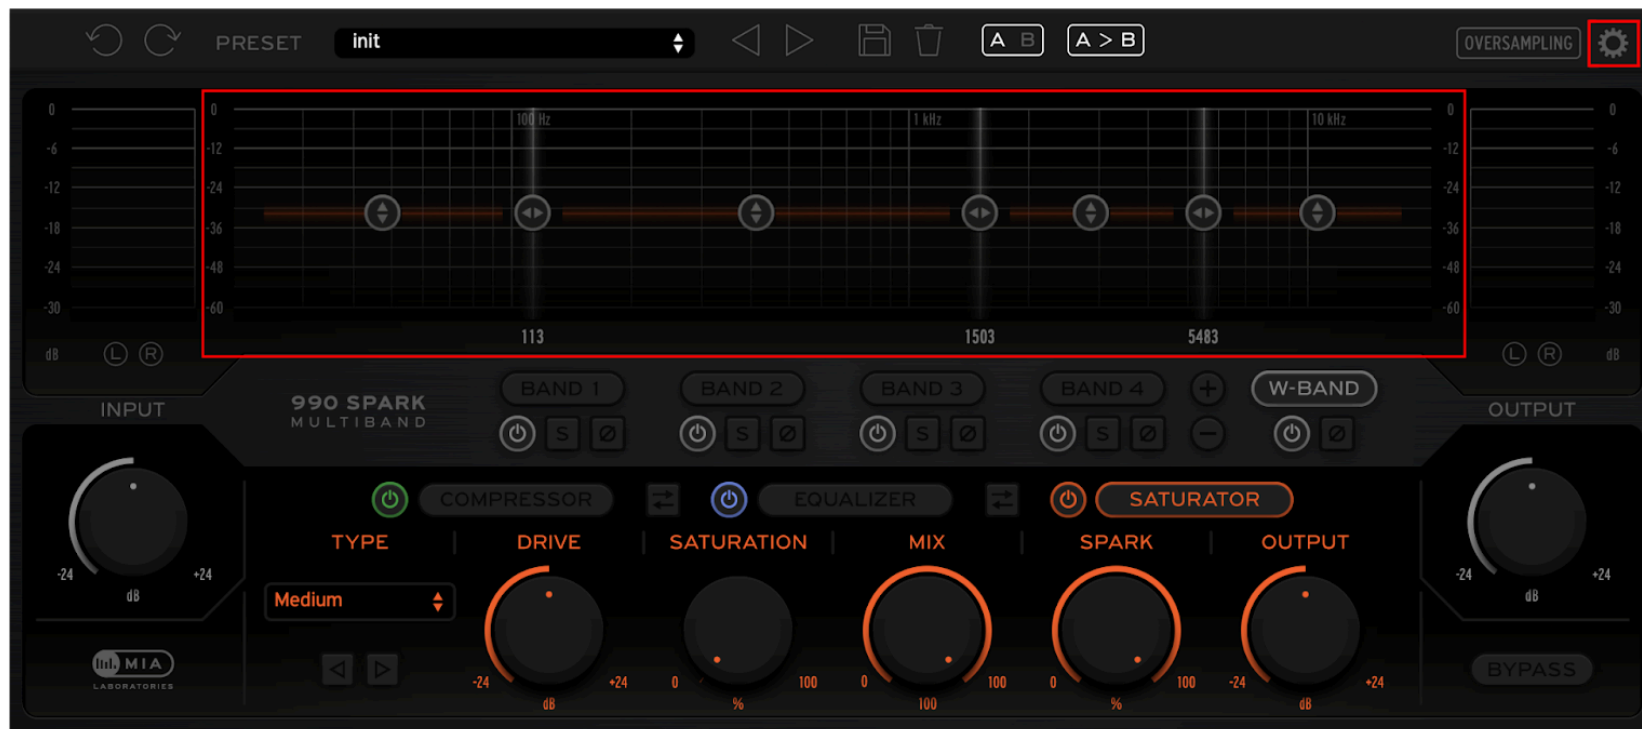 PRESET init A B A > B OVERSAMPLING
0 0 100 Hz 1 kHz 10 kHz 0 0
-6 -12 -12 -6
-12 -24 -24 -12
-18 -36 -36 -18
-24 -48 -48 -24
-30 -60 -60 -30
113 1503 5483
dB L R L R dB
INPUT 990 SPARK BAND 1 BAND 2 BAND 3 BAND 4 + W-BAND OUTPUT
MULTIBAND
S Ø S Ø S Ø S Ø − Ø
COMPRESSOR EQUALIZER SATURATOR
TYPE DRIVE SATURATION MIX SPARK OUTPUT
-24 +24 -24 +24
dB dB
Medium
MIA
LABORATORIES
BYPASS
-24 +24 0 100 0 100 0 100 -24 +24
dB % 100 % dB